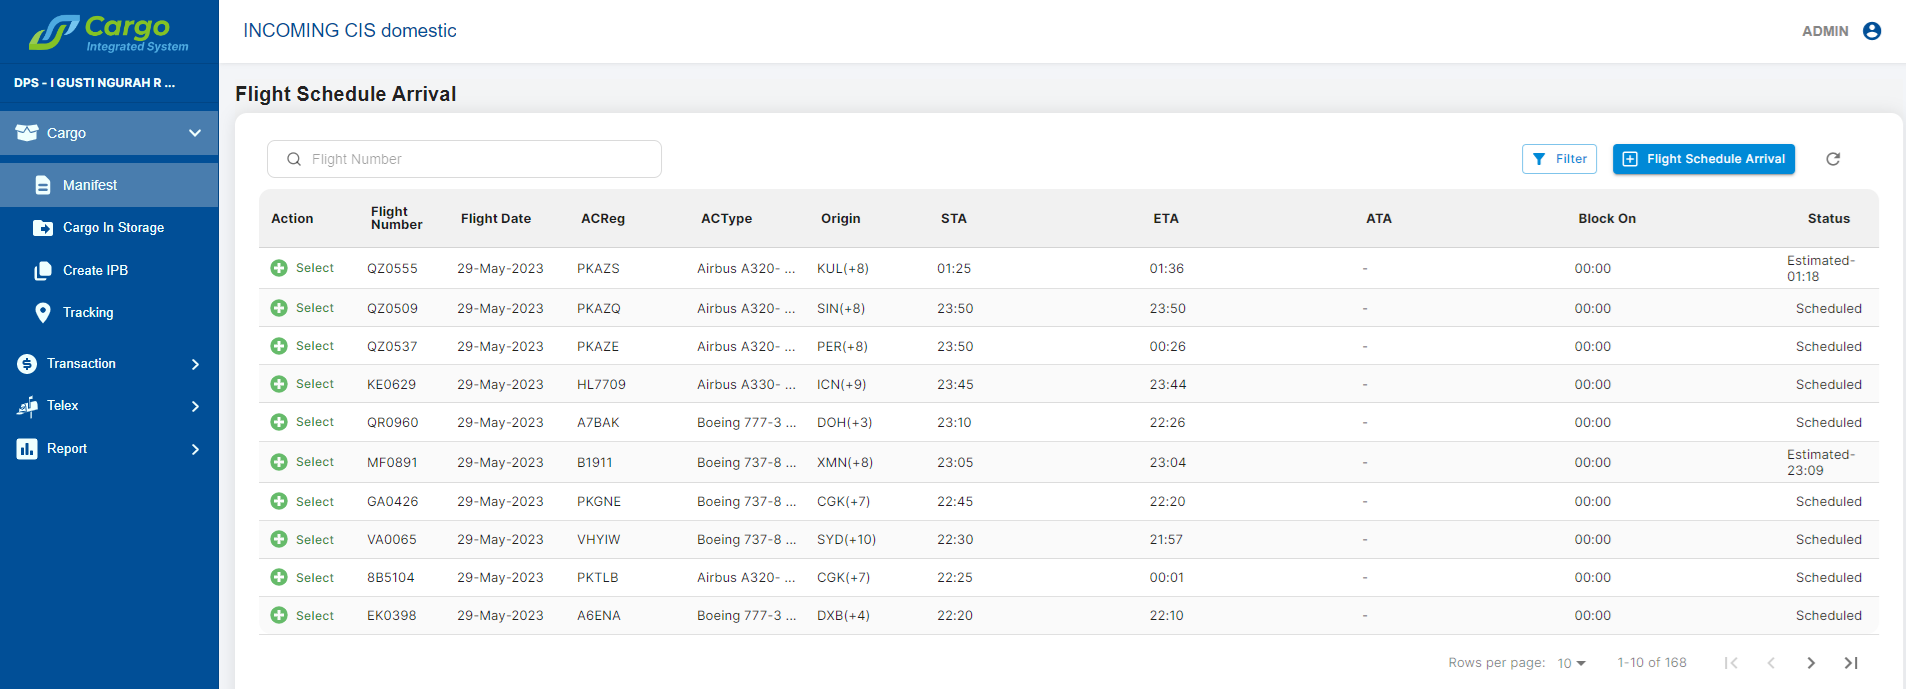 Cargo
Integrated System
DPS - I GUSTI NGURAH R ...
Cargo
Manifest
Cargo In Storage
Create IPB
Tracking
Transaction
Telex
Report
INCOMING CIS domestic
ADMIN
Flight Schedule Arrival
Flight Number
Filter
Flight Schedule Arrival
Action Flight Number Flight Date ACReg ACType Origin STA ETA ATA Block On Status
Select QZ0555 29-May-2023 PKAZS Airbus A320- ... KUL(+8) 01:25 01:36 - 00:00 Estimated-01:18
Select QZ0509 29-May-2023 PKAZQ Airbus A320- ... SIN(+8) 23:50 23:50 - 00:00 Scheduled
Select QZ0537 29-May-2023 PKAZE Airbus A320- ... PER(+8) 23:50 00:26 - 00:00 Scheduled
Select KE0629 29-May-2023 HL7709 Airbus A330- ... ICN(+9) 23:45 23:44 - 00:00 Scheduled
Select QR0960 29-May-2023 A7BAK Boeing 777-3 ... DOH(+3) 23:10 22:26 - 00:00 Scheduled
Select MF0891 29-May-2023 B1911 Boeing 737-8 ... XMN(+8) 23:05 23:04 - 00:00 Estimated-23:09
Select GA0426 29-May-2023 PKGNE Boeing 737-8 ... CGK(+7) 22:45 22:20 - 00:00 Scheduled
Select VA0065 29-May-2023 VHYIW Boeing 737-8 ... SYD(+10) 22:30 21:57 - 00:00 Scheduled
Select 8B5104 29-May-2023 PKTLB Airbus A320- ... CGK(+7) 22:25 00:01 - 00:00 Scheduled
Select EK0398 29-May-2023 A6ENA Boeing 777-3 ... DXB(+4) 22:20 22:10 - 00:00 Scheduled
Rows per page: 10 1-10 of 168